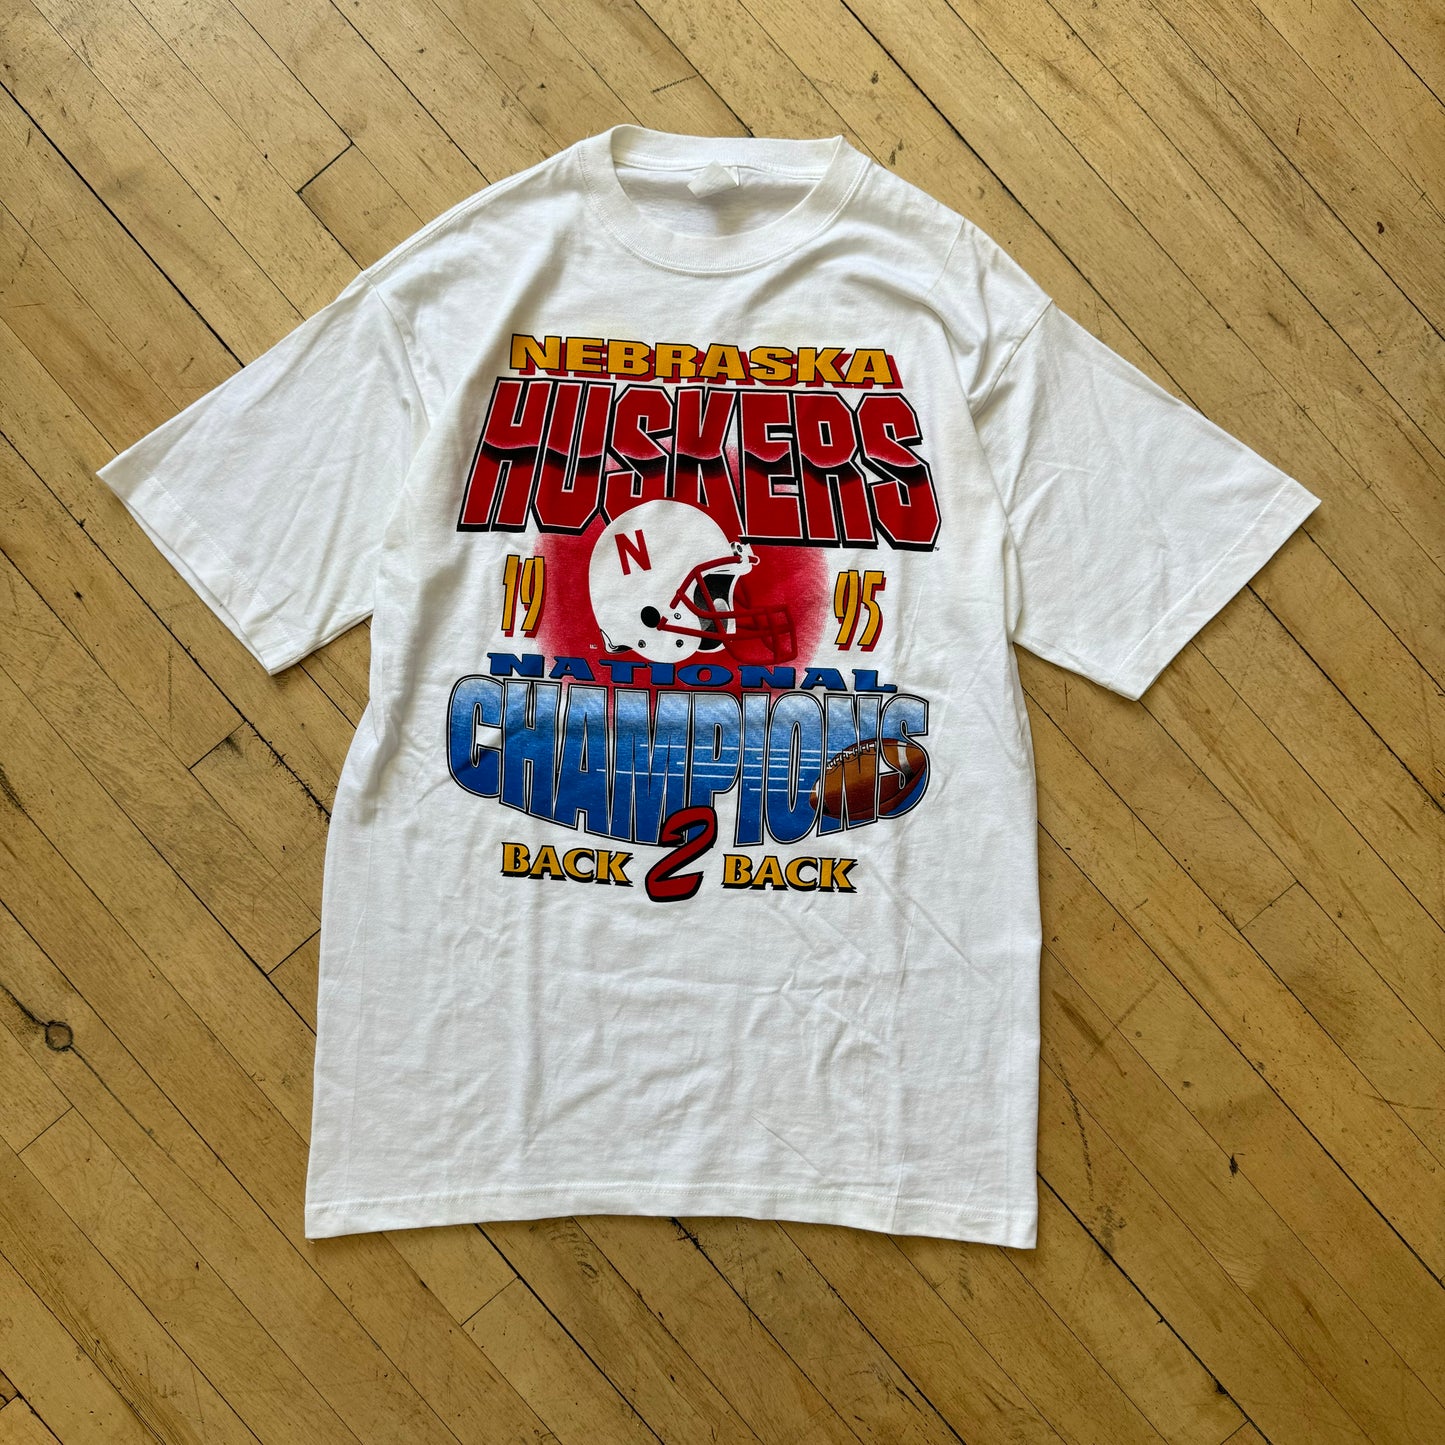 NEBRASKA
HUSKERS
N
19 95
NATIONAL
CHAMPIONS
BACK 2 BACK